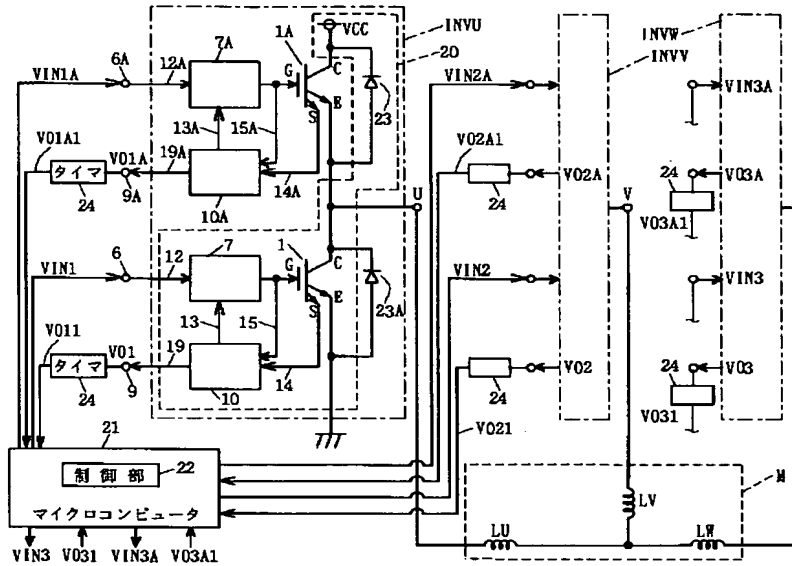 INVU
20
VCC
1A
7A
6A
12A
VIN1A
G
C
E
S
23
13A
15A
V01A1
タイマ
24
V01A
9A
19A
10A
14A
U
VIN1
6
12
7
1
G
C
E
S
23A
13
15
V011
タイマ
24
V01
9
19
10
14
21
制御部
22
マイクロコンピュータ
VIN3
V031
VIN3A
V03A1
VIN2A
V02A1
24
V02A
VIN2
24
V02
V021
INVW
INVV
V
VIN3A
24
V03A
V03A1
VIN3
24
V03
V031
M
LV
LU
LW